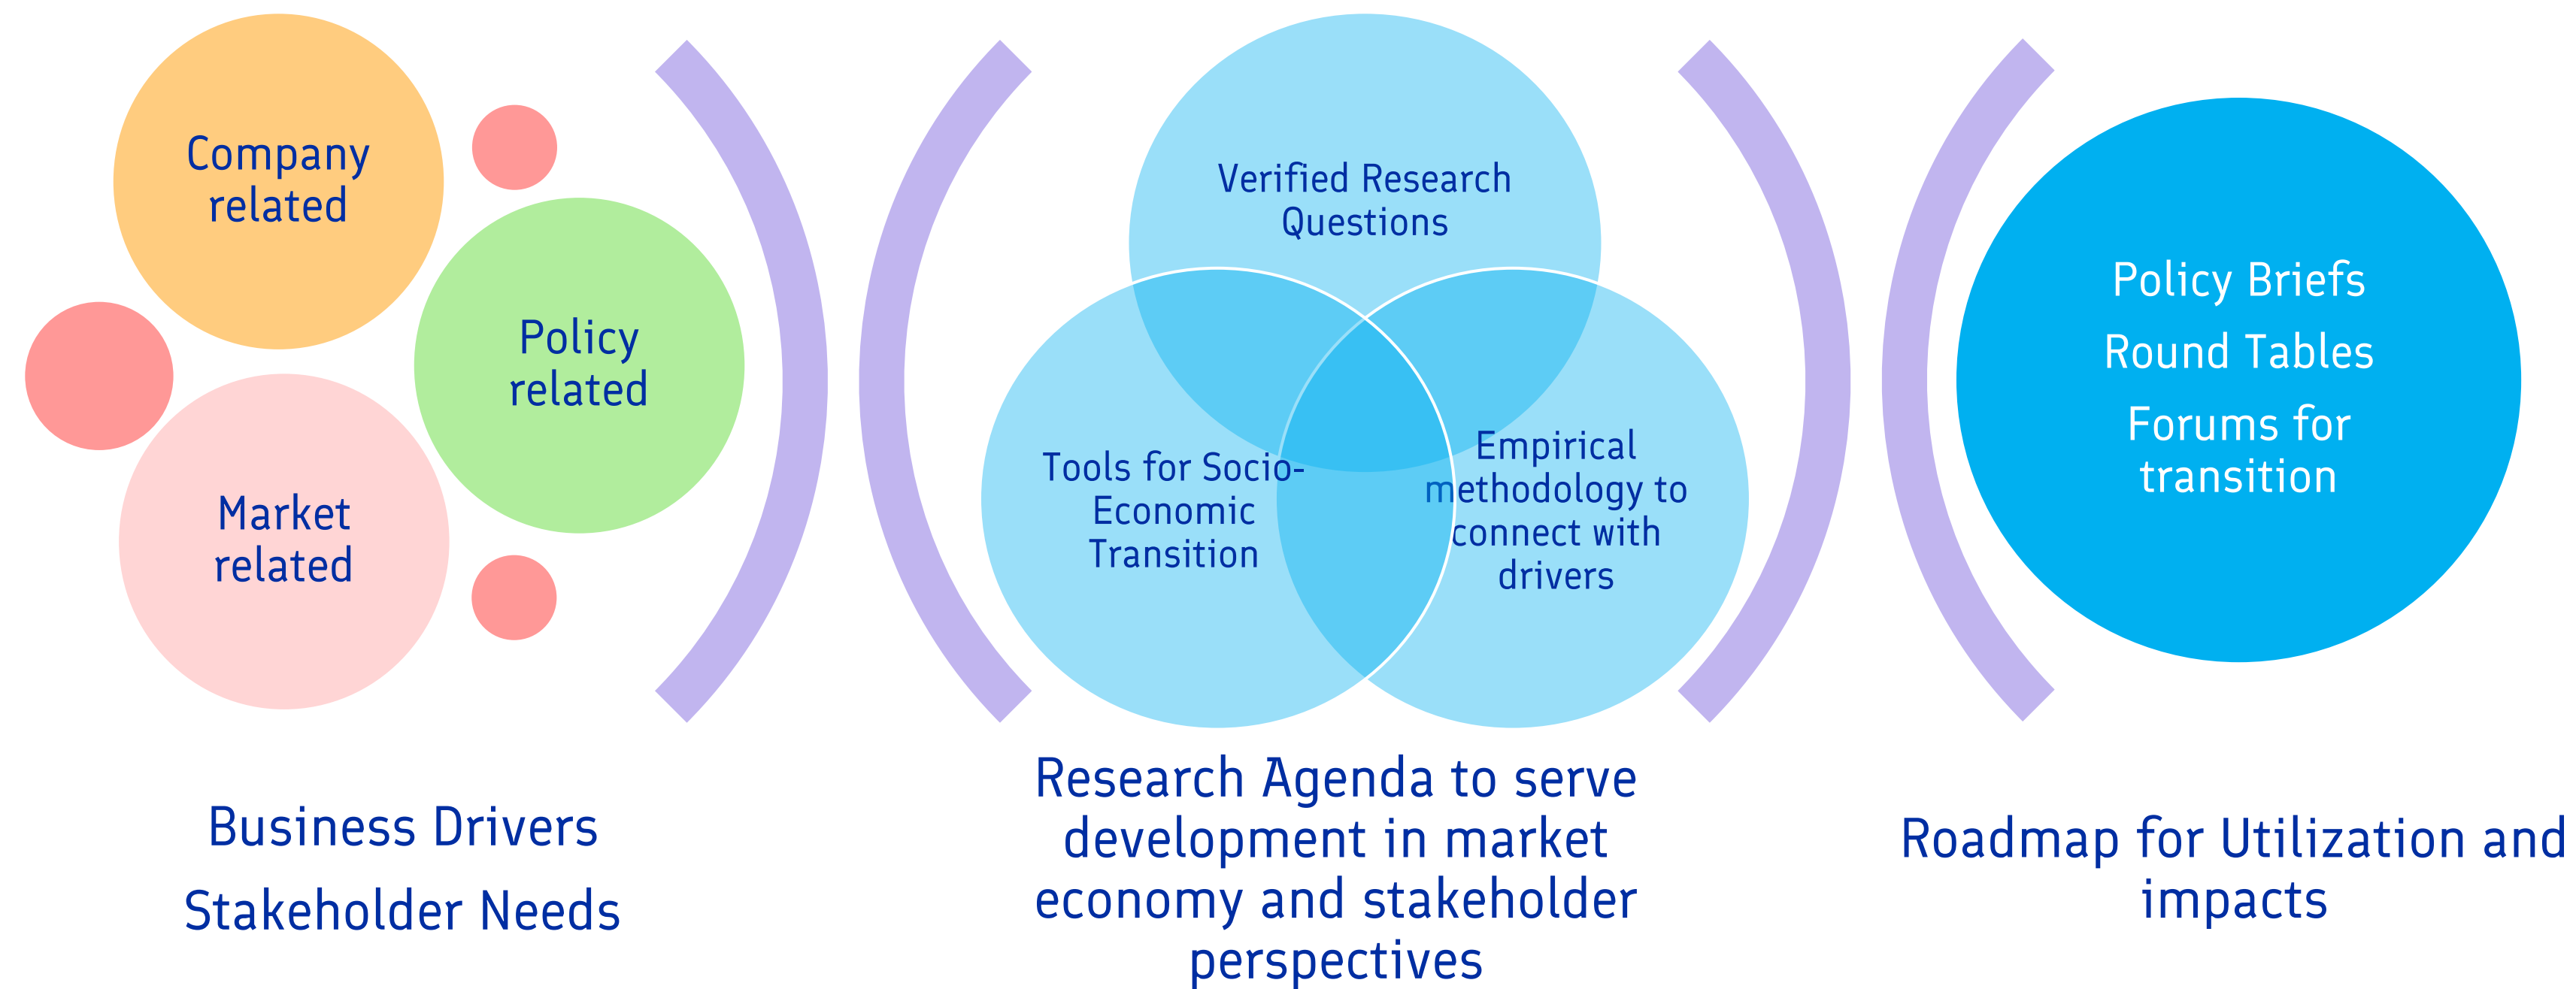 Company
related
Policy
related
Market
related
Business Drivers
Stakeholder Needs
Verified Research
Questions
Tools for Socio-
Economic
Transition
Empirical
methodology to
connect with
drivers
Research Agenda to serve
development in market
economy and stakeholder
perspectives
Policy Briefs
Round Tables
Forums for
transition
Roadmap for Utilization and
impacts